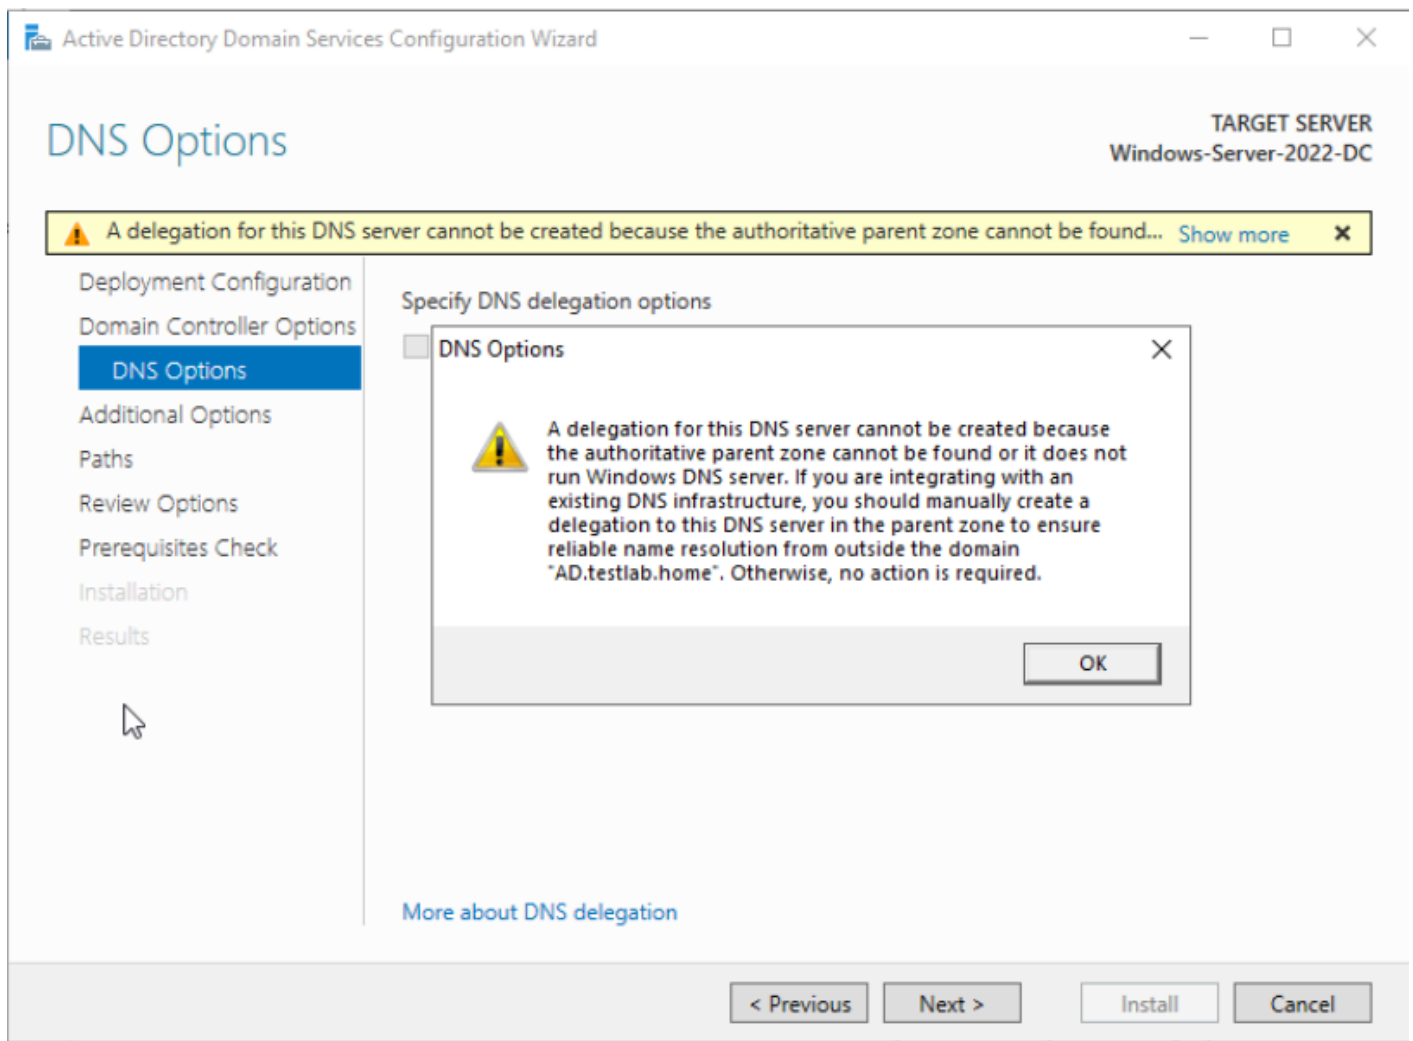 Active Directory Domain Services Configuration Wizard
DNS Options
TARGET SERVER
Windows-Server-2022-DC
A delegation for this DNS server cannot be created because the authoritative parent zone cannot be found... Show more
Deployment Configuration
Domain Controller Options
DNS Options
Additional Options
Paths
Review Options
Prerequisites Check
Installation
Results
Specify DNS delegation options
DNS Options
A delegation for this DNS server cannot be created because
the authoritative parent zone cannot be found or it does not
run Windows DNS server. If you are integrating with an
existing DNS infrastructure, you should manually create a
delegation to this DNS server in the parent zone to ensure
reliable name resolution from outside the domain
"AD.testlab.home". Otherwise, no action is required.
OK
More about DNS delegation
< Previous
Next >
Install
Cancel